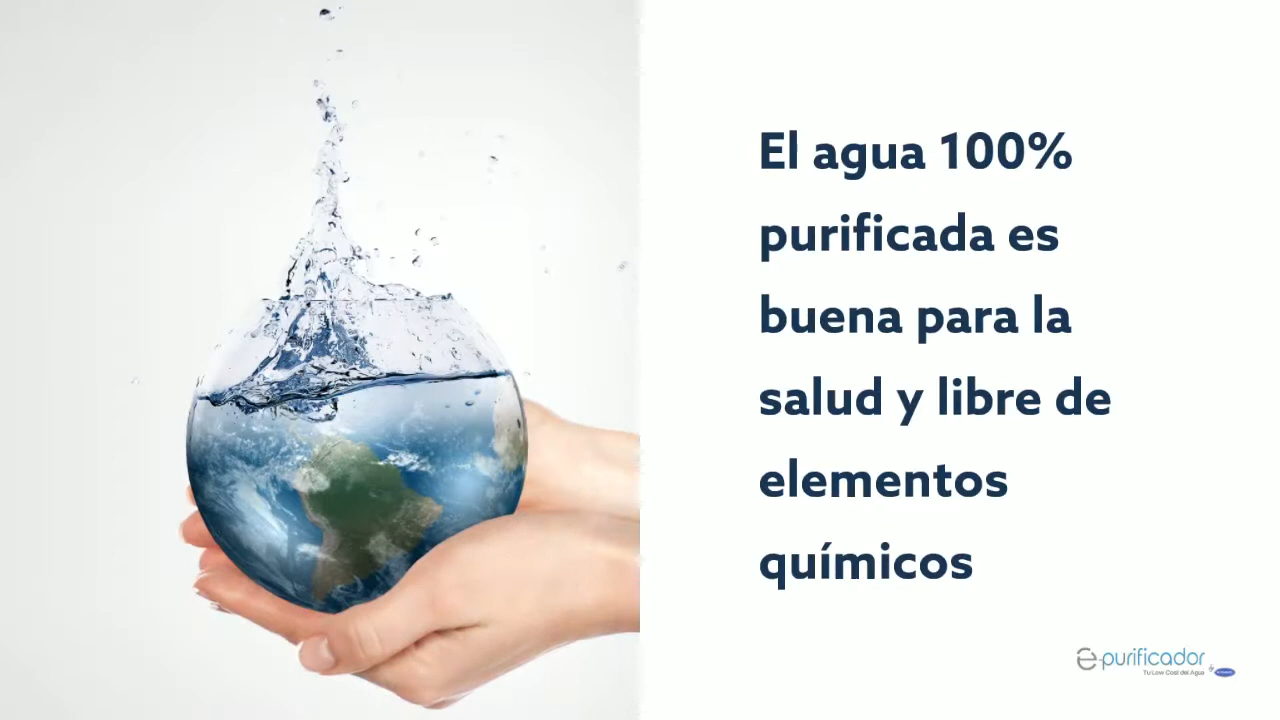 El agua 100%
purificada es
buena para la
salud y libre de
elementos
químicos
e-purificador by
Tu Low Cost del Agua